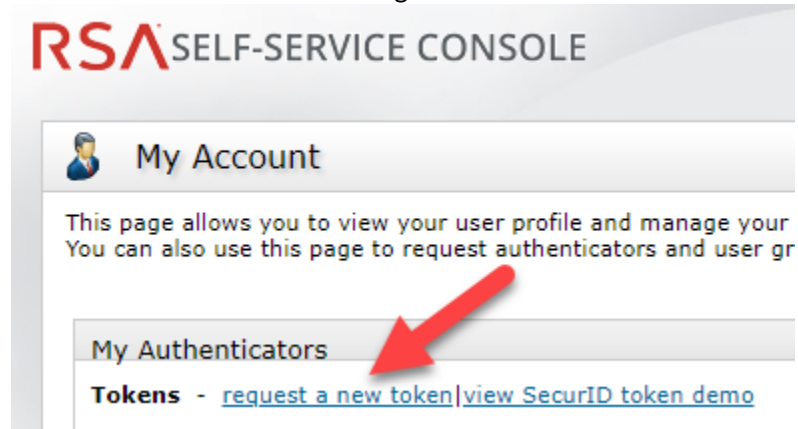 RSA SELF-SERVICE CONSOLE
My Account
This page allows you to view your user profile and manage your
You can also use this page to request authenticators and user gr
My Authenticators
Tokens - request a new token|view SecurID token demo